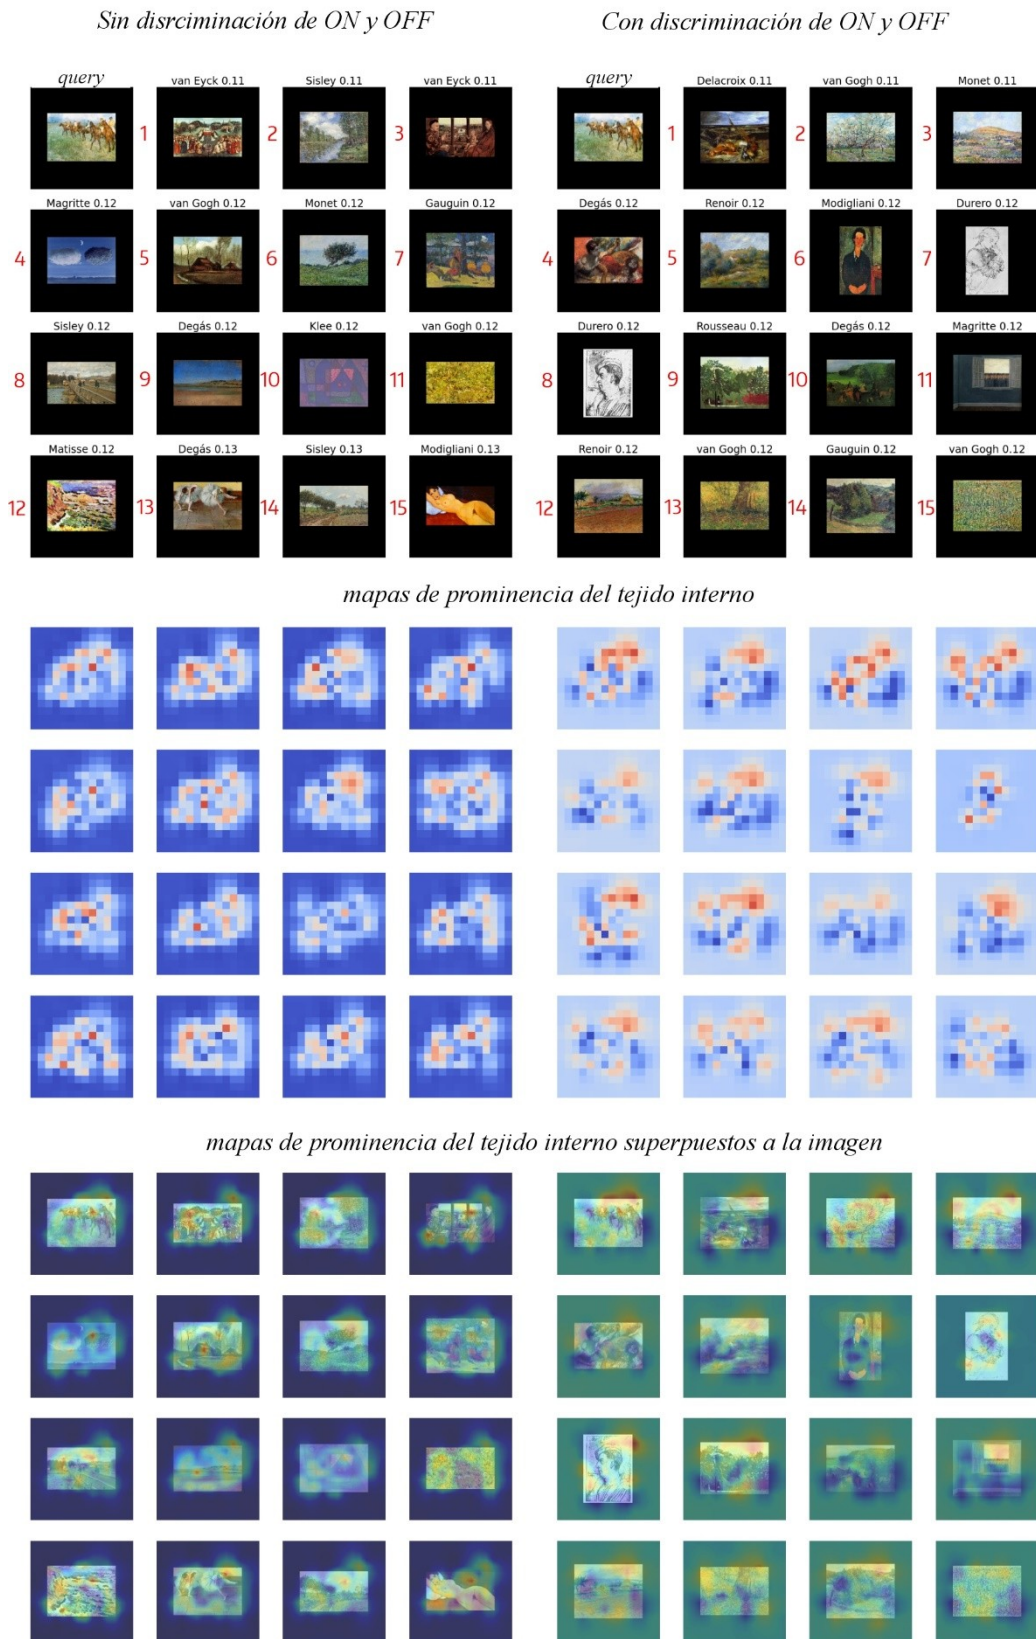 Sin disrciminación de ON y OFF
Con discriminación de ON y OFF
query van Eyck 0.11 Sisley 0.11 van Eyck 0.11
1 2 3
Magritte 0.12 van Gogh 0.12 Monet 0.12 Gauguin 0.12
4 5 6 7
Sisley 0.12 Degás 0.12 Klee 0.12 van Gogh 0.12
8 9 10 11
Matisse 0.12 Degás 0.13 Sisley 0.13 Modigliani 0.13
12 13 14 15
query Delacroix 0.11 van Gogh 0.11 Monet 0.11
1 2 3
Degás 0.12 Renoir 0.12 Modigliani 0.12 Durero 0.12
4 5 6 7
Durero 0.12 Rousseau 0.12 Degás 0.12 Magritte 0.12
8 9 10 11
Renoir 0.12 van Gogh 0.12 Gauguin 0.12 van Gogh 0.12
12 13 14 15
mapas de prominencia del tejido interno
mapas de prominencia del tejido interno superpuestos a la imagen